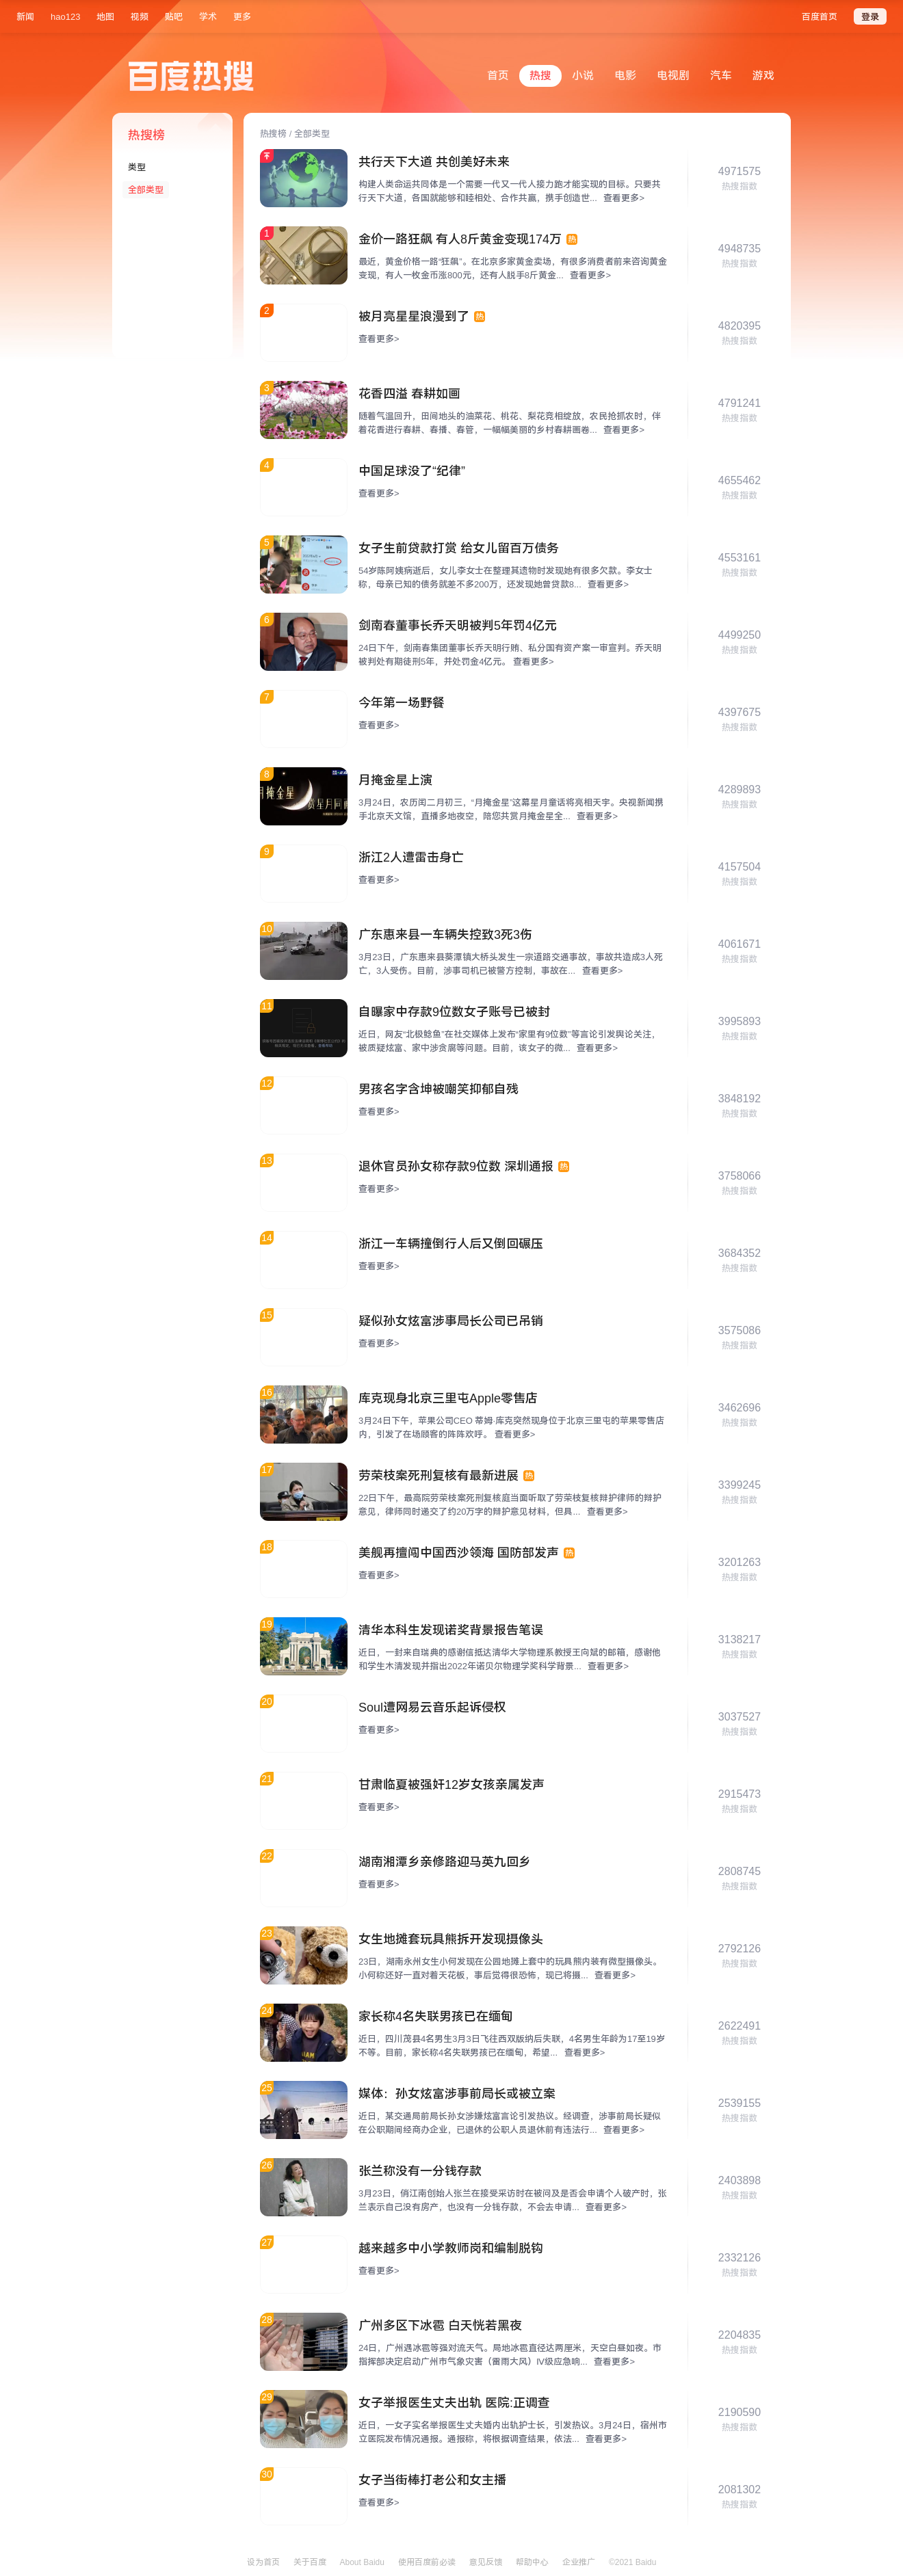 新闻 hao123 地图 视频 贴吧 学术 更多 百度首页 登录
百度热搜 首页 热搜 小说 电影 电视剧 汽车 游戏
热搜榜
类型
全部类型
热搜榜 / 全部类型
共行天下大道 共创美好未来
构建人类命运共同体是一个需要一代又一代人接力跑才能实现的目标。只要共
行天下大道，各国就能够和睦相处、合作共赢，携手创造世... 查看更多>
4971575
热搜指数
1
金价一路狂飙 有人8斤黄金变现174万 热
最近，黄金价格一路“狂飙”。在北京多家黄金卖场，有很多消费者前来咨询黄金
变现，有人一枚金币涨800元，还有人脱手8斤黄金... 查看更多>
4948735
热搜指数
2
被月亮星星浪漫到了 热
查看更多>
4820395
热搜指数
3
花香四溢 春耕如画
随着气温回升，田间地头的油菜花、桃花、梨花竞相绽放，农民抢抓农时，伴
着花香进行春耕、春播、春管，一幅幅美丽的乡村春耕画卷... 查看更多>
4791241
热搜指数
4
中国足球没了“纪律”
查看更多>
4655462
热搜指数
5
女子生前贷款打赏 给女儿留百万债务
54岁陈阿姨病逝后，女儿李女士在整理其遗物时发现她有很多欠款。李女士
称，母亲已知的债务就差不多200万，还发现她曾贷款8... 查看更多>
4553161
热搜指数
6
剑南春董事长乔天明被判5年罚4亿元
24日下午，剑南春集团董事长乔天明行贿、私分国有资产案一审宣判。乔天明
被判处有期徒刑5年，并处罚金4亿元。 查看更多>
4499250
热搜指数
7
今年第一场野餐
查看更多>
4397675
热搜指数
8
月掩金星上演
3月24日，农历闰二月初三，“月掩金星”这幕星月童话将亮相天宇。央视新闻携
手北京天文馆，直播多地夜空，陪您共赏月掩金星全... 查看更多>
4289893
热搜指数
9
浙江2人遭雷击身亡
查看更多>
4157504
热搜指数
10
广东惠来县一车辆失控致3死3伤
3月23日，广东惠来县葵潭镇大桥头发生一宗道路交通事故，事故共造成3人死
亡，3人受伤。目前，涉事司机已被警方控制，事故在... 查看更多>
4061671
热搜指数
11
自曝家中存款9位数女子账号已被封
近日，网友“北极鲶鱼”在社交媒体上发布“家里有9位数”等言论引发舆论关注，
被质疑炫富、家中涉贪腐等问题。目前，该女子的微... 查看更多>
3995893
热搜指数
12
男孩名字含坤被嘲笑抑郁自残
查看更多>
3848192
热搜指数
13
退休官员孙女称存款9位数 深圳通报 热
查看更多>
3758066
热搜指数
14
浙江一车辆撞倒行人后又倒回碾压
查看更多>
3684352
热搜指数
15
疑似孙女炫富涉事局长公司已吊销
查看更多>
3575086
热搜指数
16
库克现身北京三里屯Apple零售店
3月24日下午，苹果公司CEO 蒂姆·库克突然现身位于北京三里屯的苹果零售店
内，引发了在场顾客的阵阵欢呼。 查看更多>
3462696
热搜指数
17
劳荣枝案死刑复核有最新进展 热
22日下午，最高院劳荣枝案死刑复核庭当面听取了劳荣枝复核辩护律师的辩护
意见，律师同时递交了约20万字的辩护意见材料，但具... 查看更多>
3399245
热搜指数
18
美舰再擅闯中国西沙领海 国防部发声 热
查看更多>
3201263
热搜指数
19
清华本科生发现诺奖背景报告笔误
近日，一封来自瑞典的感谢信抵达清华大学物理系教授王向斌的邮箱，感谢他
和学生木清发现并指出2022年诺贝尔物理学奖科学背景... 查看更多>
3138217
热搜指数
20
Soul遭网易云音乐起诉侵权
查看更多>
3037527
热搜指数
21
甘肃临夏被强奸12岁女孩亲属发声
查看更多>
2915473
热搜指数
22
湖南湘潭乡亲修路迎马英九回乡
查看更多>
2808745
热搜指数
23
女生地摊套玩具熊拆开发现摄像头
23日，湖南永州女生小何发现在公园地摊上套中的玩具熊内装有微型摄像头。
小何称还好一直对着天花板，事后觉得很恐怖，现已将摄... 查看更多>
2792126
热搜指数
24
家长称4名失联男孩已在缅甸
近日，四川茂县4名男生3月3日飞往西双版纳后失联，4名男生年龄为17至19岁
不等。目前，家长称4名失联男孩已在缅甸，希望... 查看更多>
2622491
热搜指数
25
媒体：孙女炫富涉事前局长或被立案
近日，某交通局前局长孙女涉嫌炫富言论引发热议。经调查，涉事前局长疑似
在公职期间经商办企业，已退休的公职人员退休前有违法行... 查看更多>
2539155
热搜指数
26
张兰称没有一分钱存款
3月23日，俏江南创始人张兰在接受采访时在被问及是否会申请个人破产时，张
兰表示自己没有房产，也没有一分钱存款，不会去申请... 查看更多>
2403898
热搜指数
27
越来越多中小学教师岗和编制脱钩
查看更多>
2332126
热搜指数
28
广州多区下冰雹 白天恍若黑夜
24日，广州遇冰雹等强对流天气。局地冰雹直径达两厘米，天空白昼如夜。市
指挥部决定启动广州市气象灾害（雷雨大风）Ⅳ级应急响... 查看更多>
2204835
热搜指数
29
女子举报医生丈夫出轨 医院:正调查
近日，一女子实名举报医生丈夫婚内出轨护士长，引发热议。3月24日，宿州市
立医院发布情况通报。通报称，将根据调查结果，依法... 查看更多>
2190590
热搜指数
30
女子当街棒打老公和女主播
查看更多>
2081302
热搜指数
设为首页 关于百度 About Baidu 使用百度前必读 意见反馈 帮助中心 企业推广 ©2021 Baidu